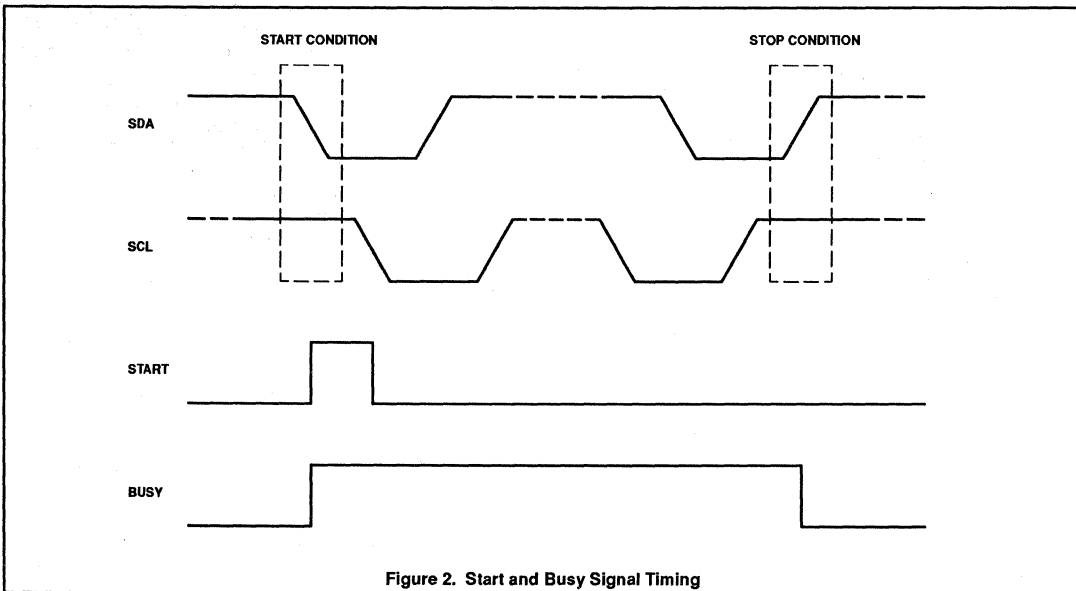 START CONDITION STOP CONDITION
SDA
SCL
START
BUSY
Figure 2. Start and Busy Signal Timing